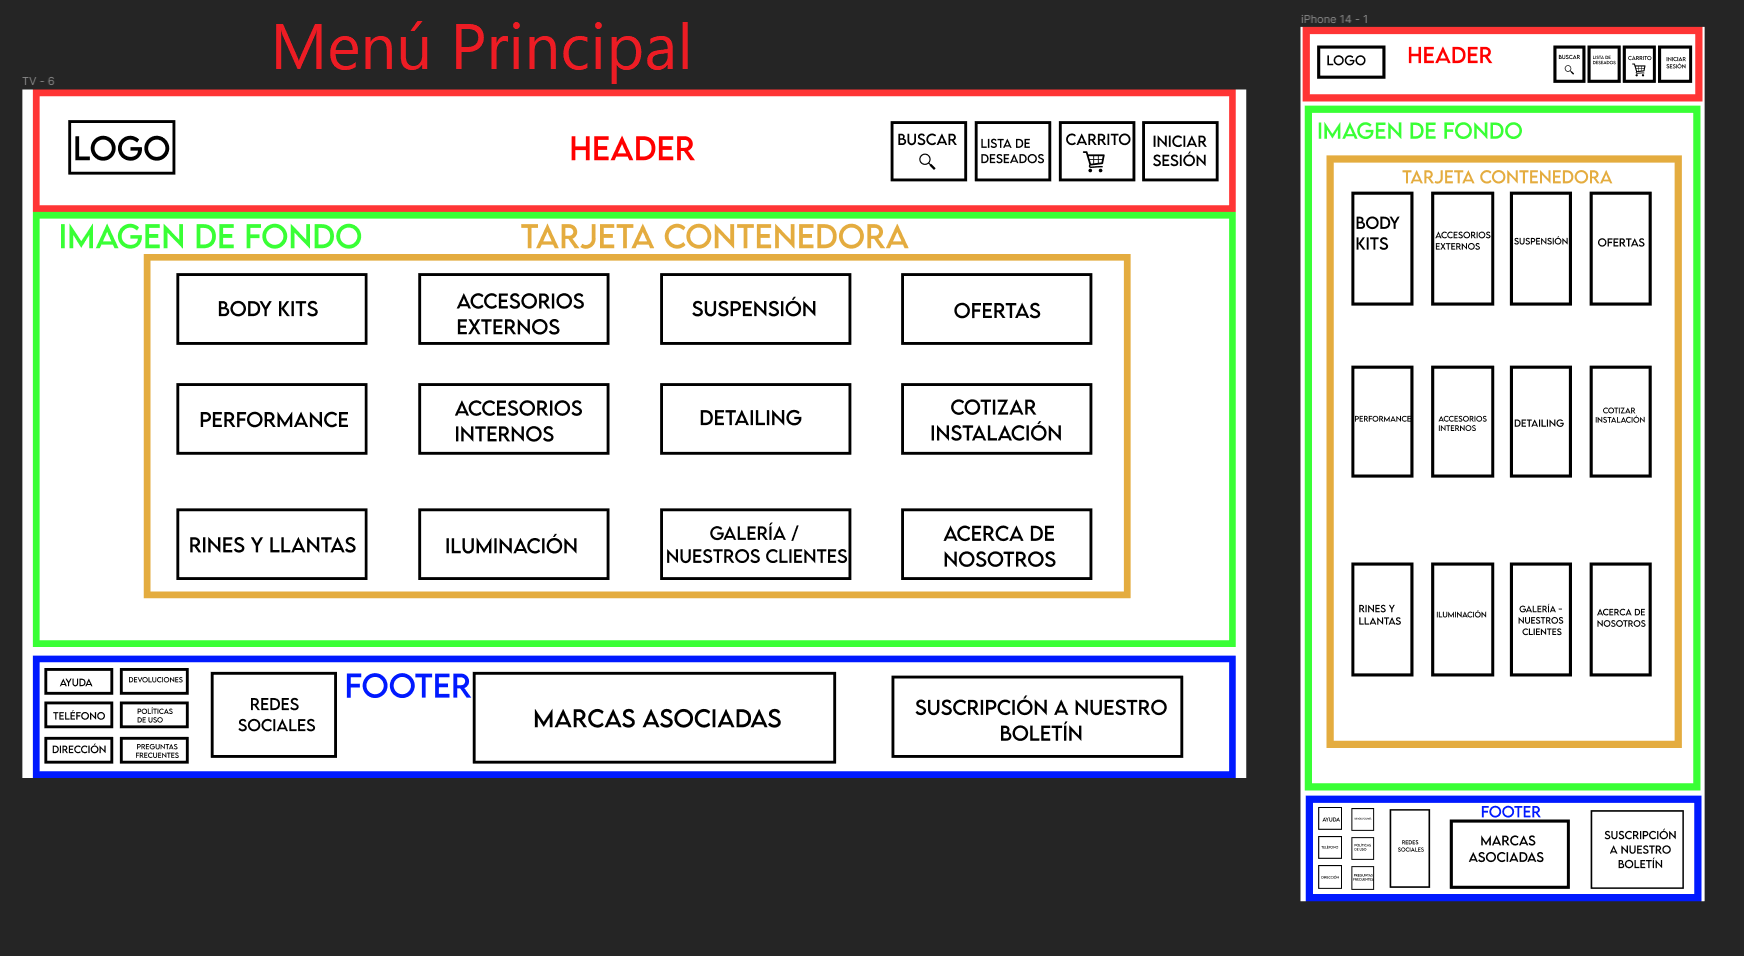 Menú Principal
TV - 6
LOGO
HEADER
BUSCAR
LISTA DE
DESEADOS
CARRITO
INICIAR
SESIÓN
IMAGEN DE FONDO
TARJETA CONTENEDORA
BODY KITS
ACCESORIOS
EXTERNOS
SUSPENSIÓN
OFERTAS
PERFORMANCE
ACCESORIOS
INTERNOS
DETAILING
COTIZAR
INSTALACIÓN
RINES Y LLANTAS
ILUMINACIÓN
GALERÍA /
NUESTROS CLIENTES
ACERCA DE
NOSOTROS
AYUDA
DEVOLUCIONES
TELÉFONO
POLÍTICAS
DE USO
DIRECCIÓN
PREGUNTAS
FRECUENTES
REDES
SOCIALES
FOOTER
MARCAS ASOCIADAS
SUSCRIPCIÓN A NUESTRO
BOLETÍN
iPhone 14 - 1
LOGO
HEADER
BUSCAR
LISTA DE
DESEADOS
CARRITO
INICIAR
SESIÓN
IMAGEN DE FONDO
TARJETA CONTENEDORA
BODY
KITS
ACCESORIOS
EXTERNOS
SUSPENSIÓN
OFERTAS
PERFORMANCE
ACCESORIOS
INTERNOS
DETAILING
COTIZAR
INSTALACIÓN
RINES Y
LLANTAS
ILUMINACIÓN
GALERÍA -
NUESTROS
CLIENTES
ACERCA DE
NOSOTROS
AYUDA
DEVOLUCIONES
TELÉFONO
POLÍTICAS
DE USO
DIRECCIÓN
PREGUNTAS
FRECUENTES
REDES
SOCIALES
FOOTER
MARCAS
ASOCIADAS
SUSCRIPCIÓN
A NUESTRO
BOLETÍN